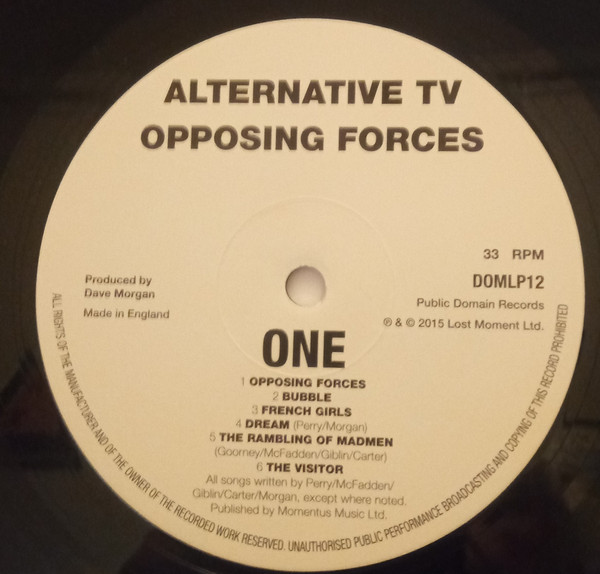 ALTERNATIVE TV
OPPOSING FORCES
33 RPM
DOMLP12
Public Domain Records
℗ & © 2015 Lost Moment Ltd.
Produced by
Dave Morgan
Made in England
ONE
1 OPPOSING FORCES
2 BUBBLE
3 FRENCH GIRLS
4 DREAM (Perry/Morgan)
5 THE RAMBLING OF MADMEN
(Goorney/McFadden/Giblin/Carter)
6 THE VISITOR
All songs written by Perry/McFadden/
Giblin/Carter/Morgan, except where noted.
Published by Momentus Music Ltd.
ALL RIGHTS OF THE MANUFACTURER AND OF THE OWNER OF THE RECORDED WORK RESERVED. UNAUTHORISED PUBLIC PERFORMANCE BROADCASTING AND COPYING OF THIS RECORD PROHIBITED